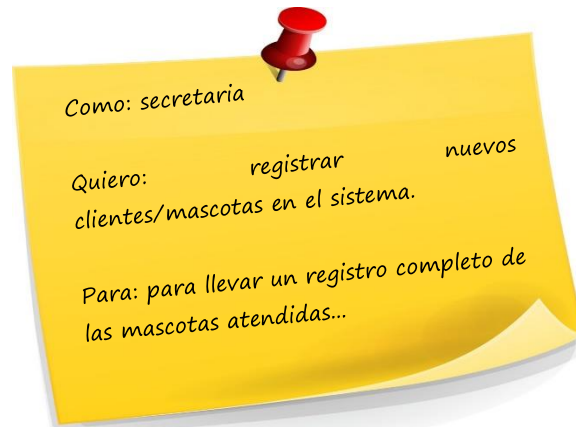 Como: secretaria
Quiero: registrar nuevos
clientes/mascotas en el sistema.
Para: para llevar un registro completo de
las mascotas atendidas...